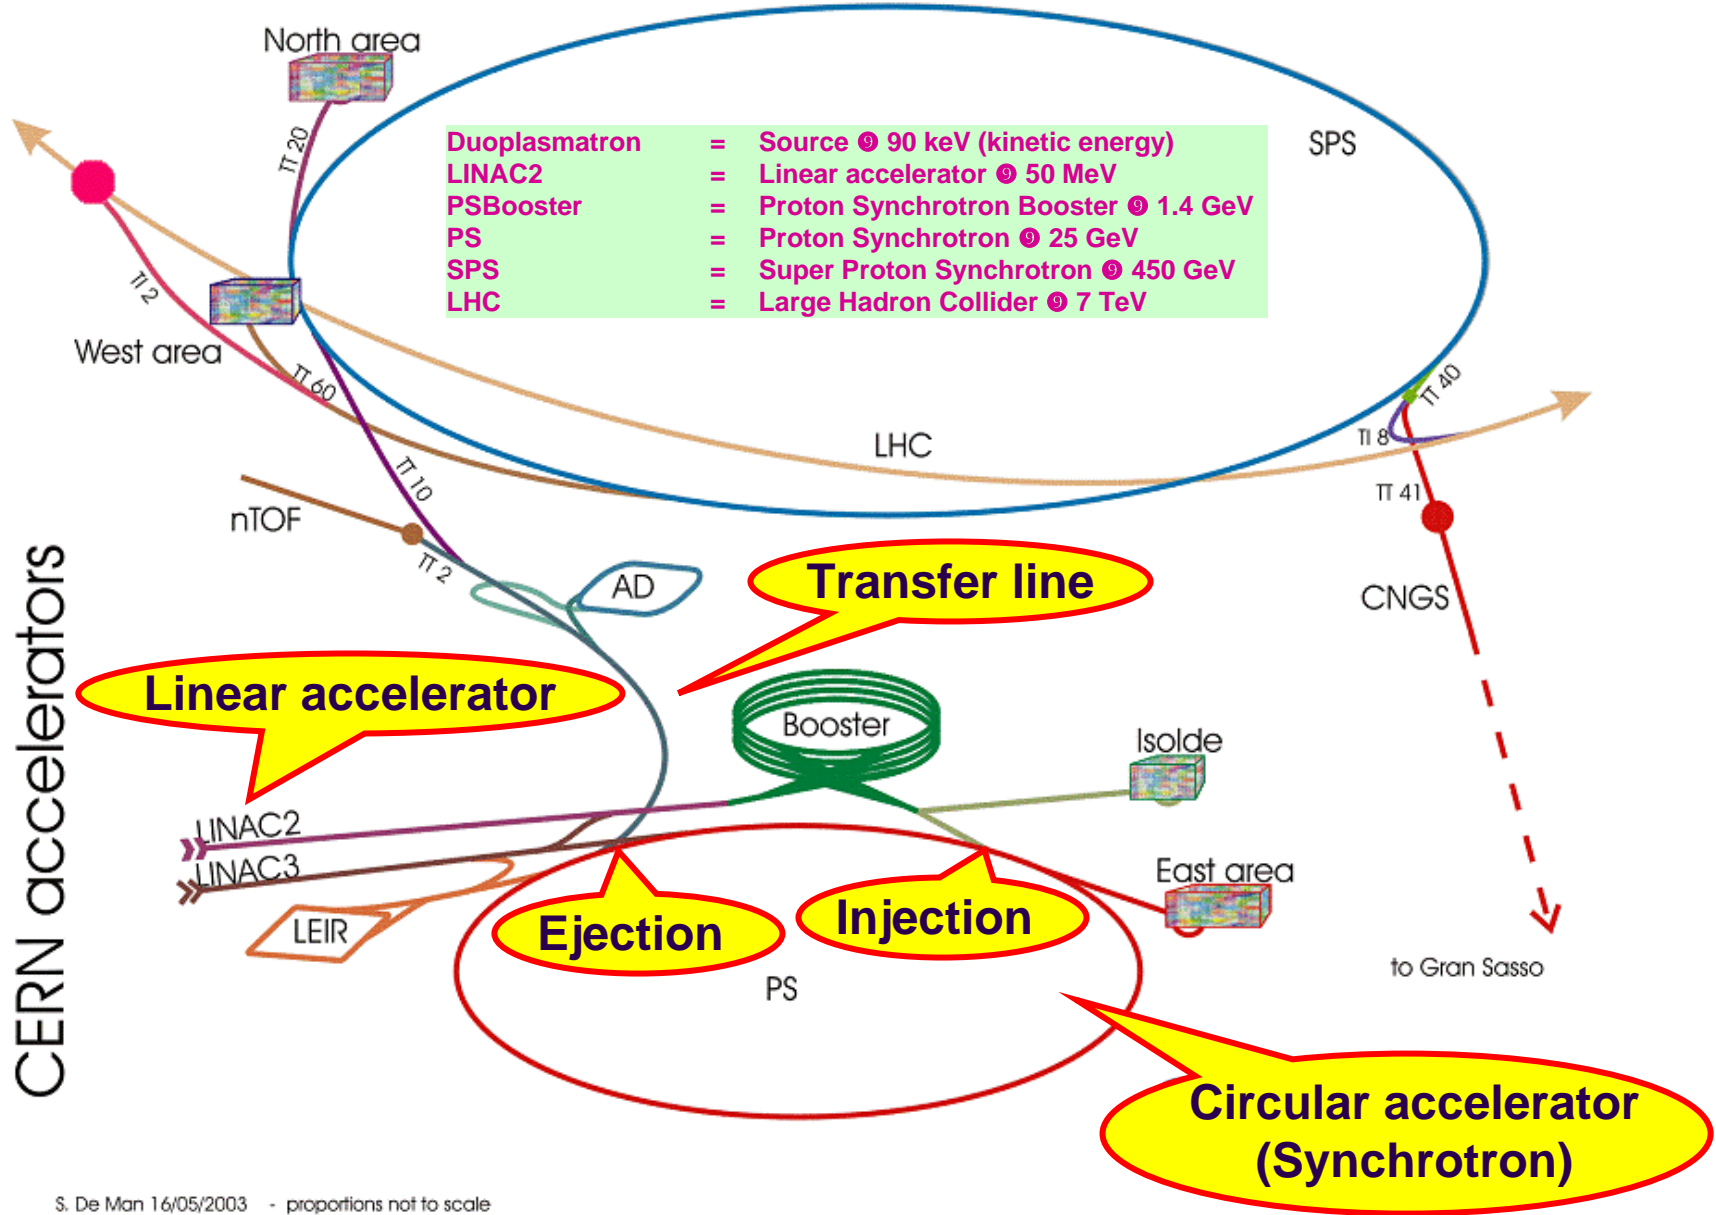 North area
TT 20
SPS
Duoplasmatron = Source ❾ 90 keV (kinetic energy)
LINAC2 = Linear accelerator ❾ 50 MeV
PSBooster = Proton Synchrotron Booster ❾ 1.4 GeV
PS = Proton Synchrotron ❾ 25 GeV
SPS = Super Proton Synchrotron ❾ 450 GeV
LHC = Large Hadron Collider ❾ 7 TeV
TI 2
West area
TT 60
TT 40
LHC
TI 8
TT 10
TT 41
nTOF
TT 2
AD
Transfer line
CNGS
CERN accelerators
Linear accelerator
Booster
Isolde
LINAC2
LINAC3
East area
LEIR
Ejection
Injection
to Gran Sasso
PS
Circular accelerator
(Synchrotron)
S. De Man 16/05/2003 - proportions not to scale